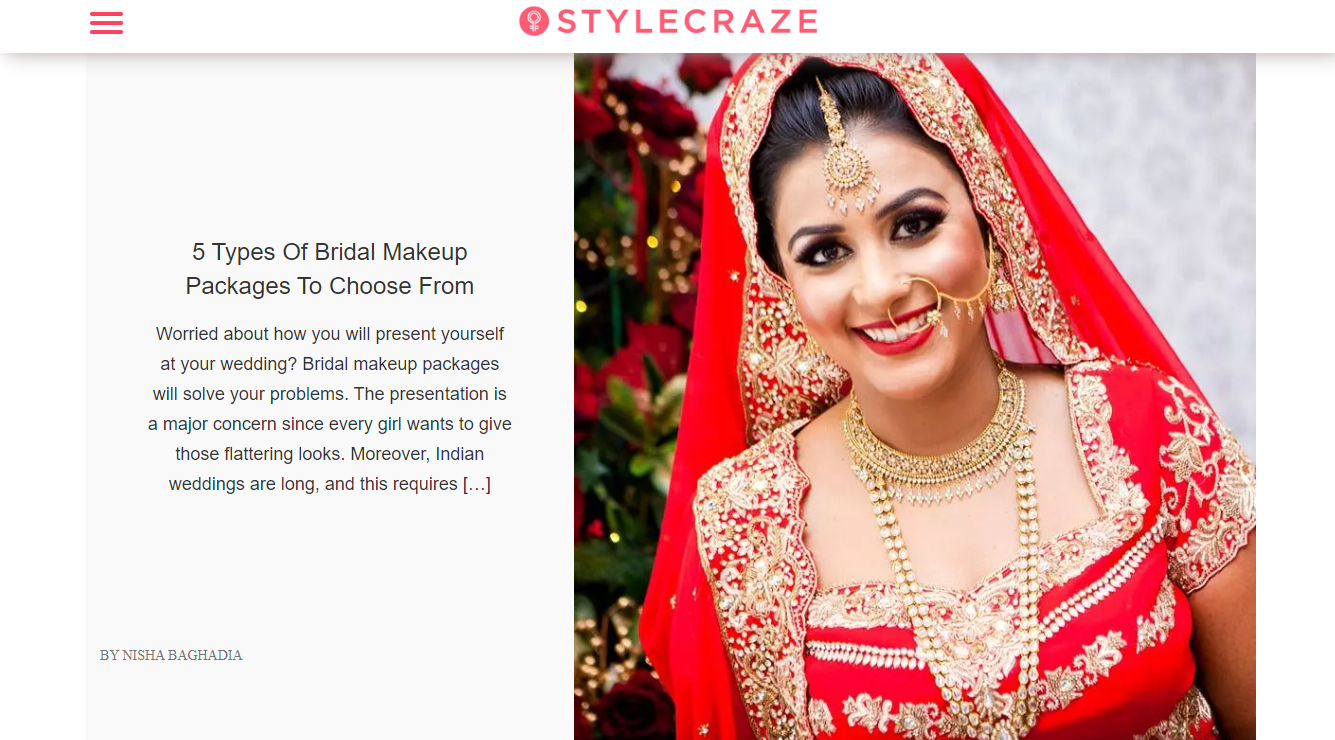 STYLECRAZE
5 Types Of Bridal Makeup
Packages To Choose From
Worried about how you will present yourself
at your wedding? Bridal makeup packages
will solve your problems. The presentation is
a major concern since every girl wants to give
those flattering looks. Moreover, Indian
weddings are long, and this requires […]
BY NISHA BAGHADIA